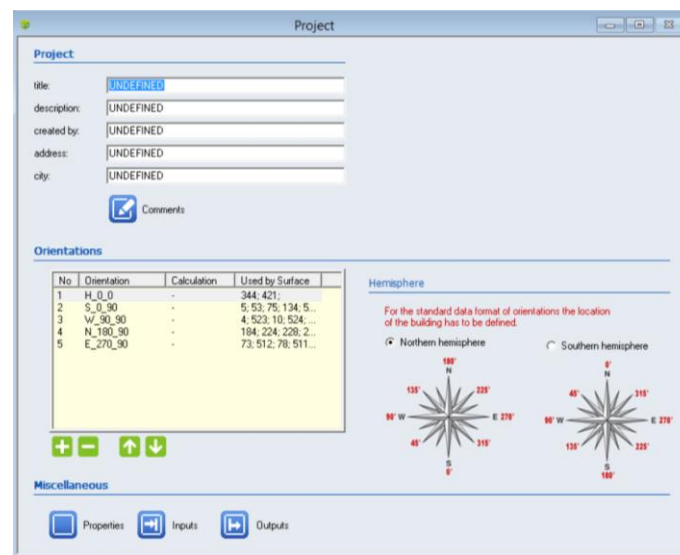 Project
Project
title: UNDEFINED
description: UNDEFINED
created by: UNDEFINED
address: UNDEFINED
city: UNDEFINED
Comments
Orientations
No Orientation Calculation Used by Surface
1 H_0_0 - 344; 421;
2 S_0_90 - 5; 53; 75; 134; 5...
3 W_90_90 - 4; 523; 10; 524; ...
4 N_180_90 - 184; 224; 228; 2...
5 E_270_90 - 73; 512; 78; 511...
Hemisphere
For the standard data format of orientations the location
of the building has to be defined.
Northern hemisphere
Southern hemisphere
180°
N
135° 225°
90° W E 270°
45° 315°
S
0°
0°
N
45° 315°
90° W E 270°
135° 225°
S
180°
Miscellaneous
Properties Inputs Outputs